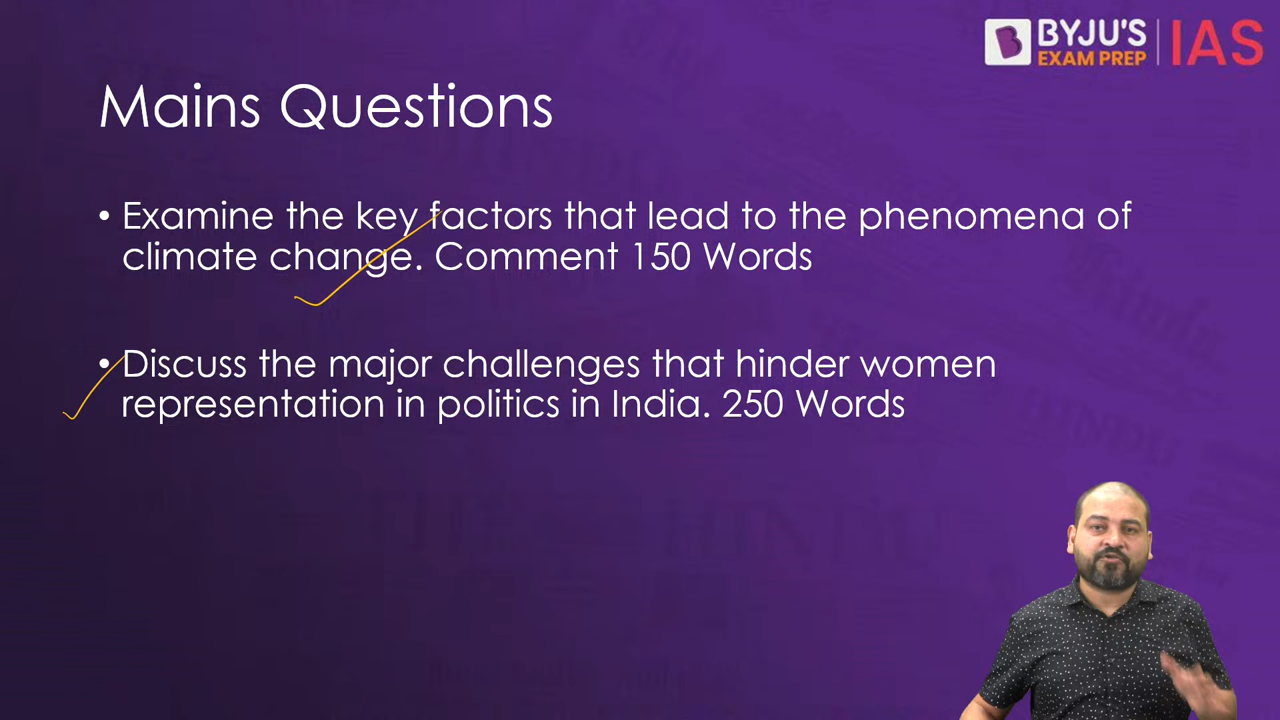 BYJU'S
EXAM PREP
IAS
Mains Questions
• Examine the key factors that lead to the phenomena of
climate change. Comment 150 Words
• Discuss the major challenges that hinder women
representation in politics in India. 250 Words